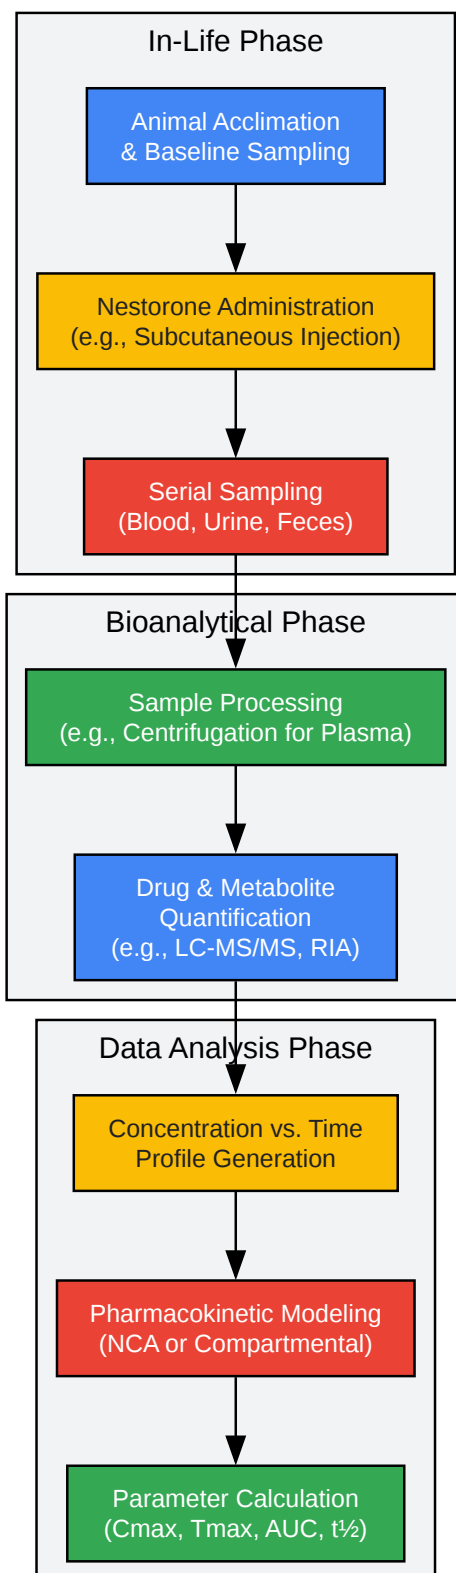 In-Life Phase
Animal Acclimation
& Baseline Sampling
Nestorone Administration
(e.g., Subcutaneous Injection)
Serial Sampling
(Blood, Urine, Feces)
Bioanalytical Phase
Sample Processing
(e.g., Centrifugation for Plasma)
Drug & Metabolite
Quantification
(e.g., LC-MS/MS, RIA)
Data Analysis Phase
Concentration vs. Time
Profile Generation
Pharmacokinetic Modeling
(NCA or Compartmental)
Parameter Calculation
(Cmax, Tmax, AUC, t½)